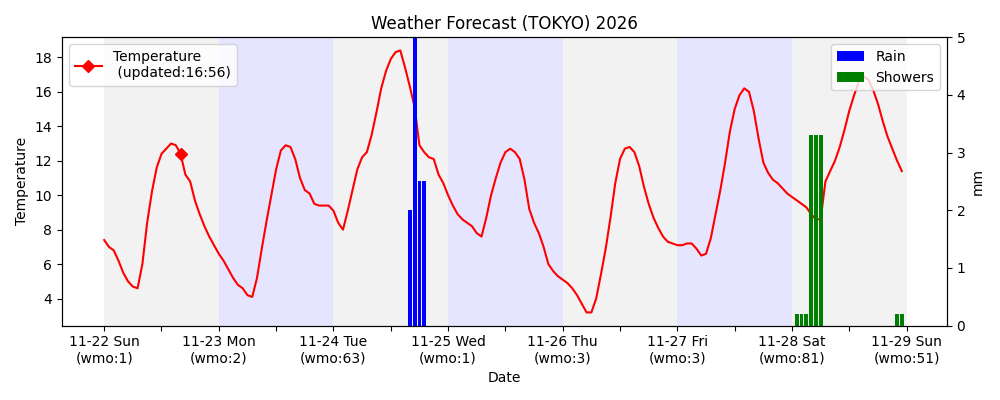 Weather Forecast (TOKYO) 2026
Temperature
(updated:16:56)
Rain
Showers
Temperature
18
16
14
12
10
8
6
4
5
4
3
2
1
0
mm
11-22 Sun
(wmo:1)
11-23 Mon
(wmo:2)
11-24 Tue
(wmo:63)
11-25 Wed
(wmo:1)
11-26 Thu
(wmo:3)
11-27 Fri
(wmo:3)
11-28 Sat
(wmo:81)
11-29 Sun
(wmo:51)
Date